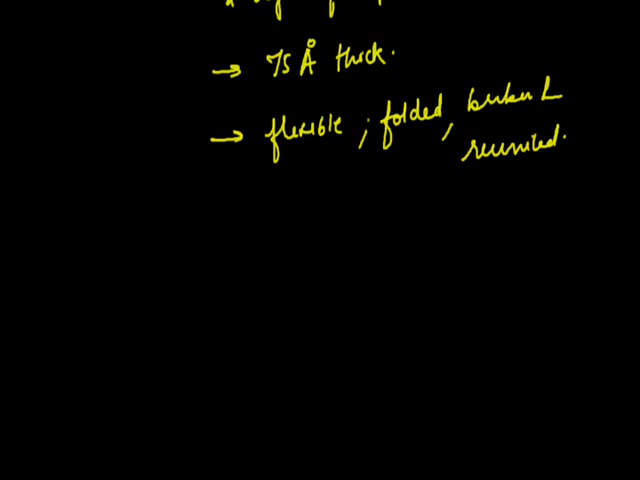 → 75 Å thick.
→ flexible ; folded, broken &
reunited.